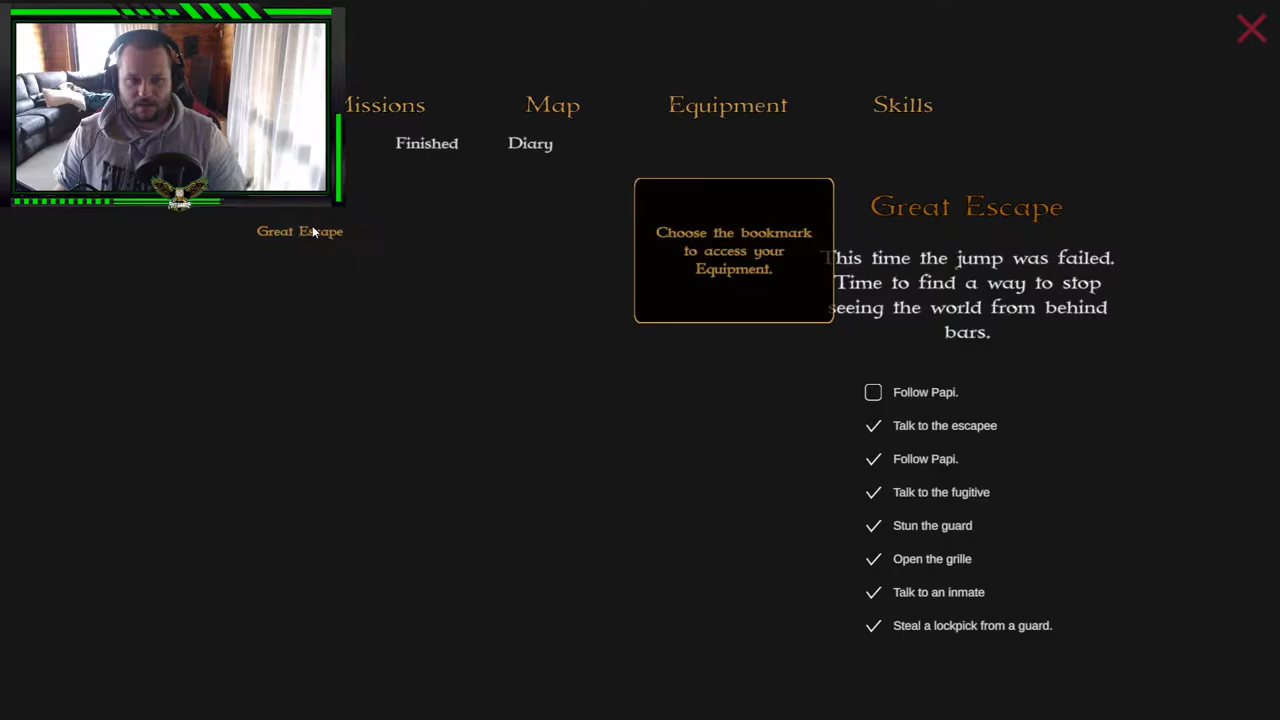 Missions Map Equipment Skills
Finished Diary
Great Escape
Choose the bookmark
to access your
Equipment.
Great Escape
This time the jump was failed.
Time to find a way to stop
seeing the world from behind
bars.
Follow Papi.
Talk to the escapee
Follow Papi.
Talk to the fugitive
Stun the guard
Open the grille
Talk to an inmate
Steal a lockpick from a guard.